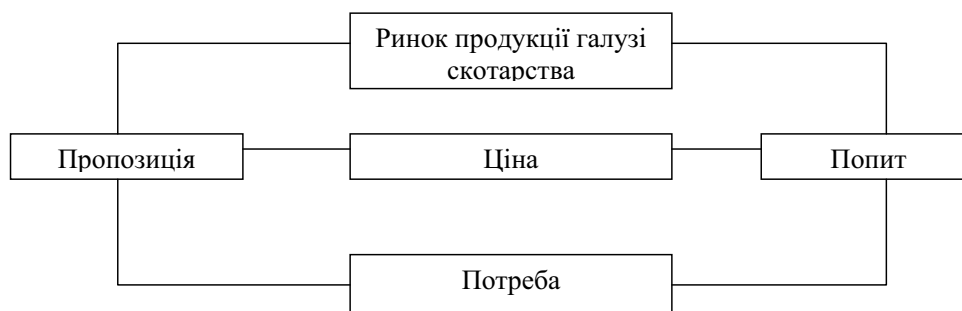 Ринок продукції галузі
скотарства
Пропозиція
Ціна
Попит
Потреба